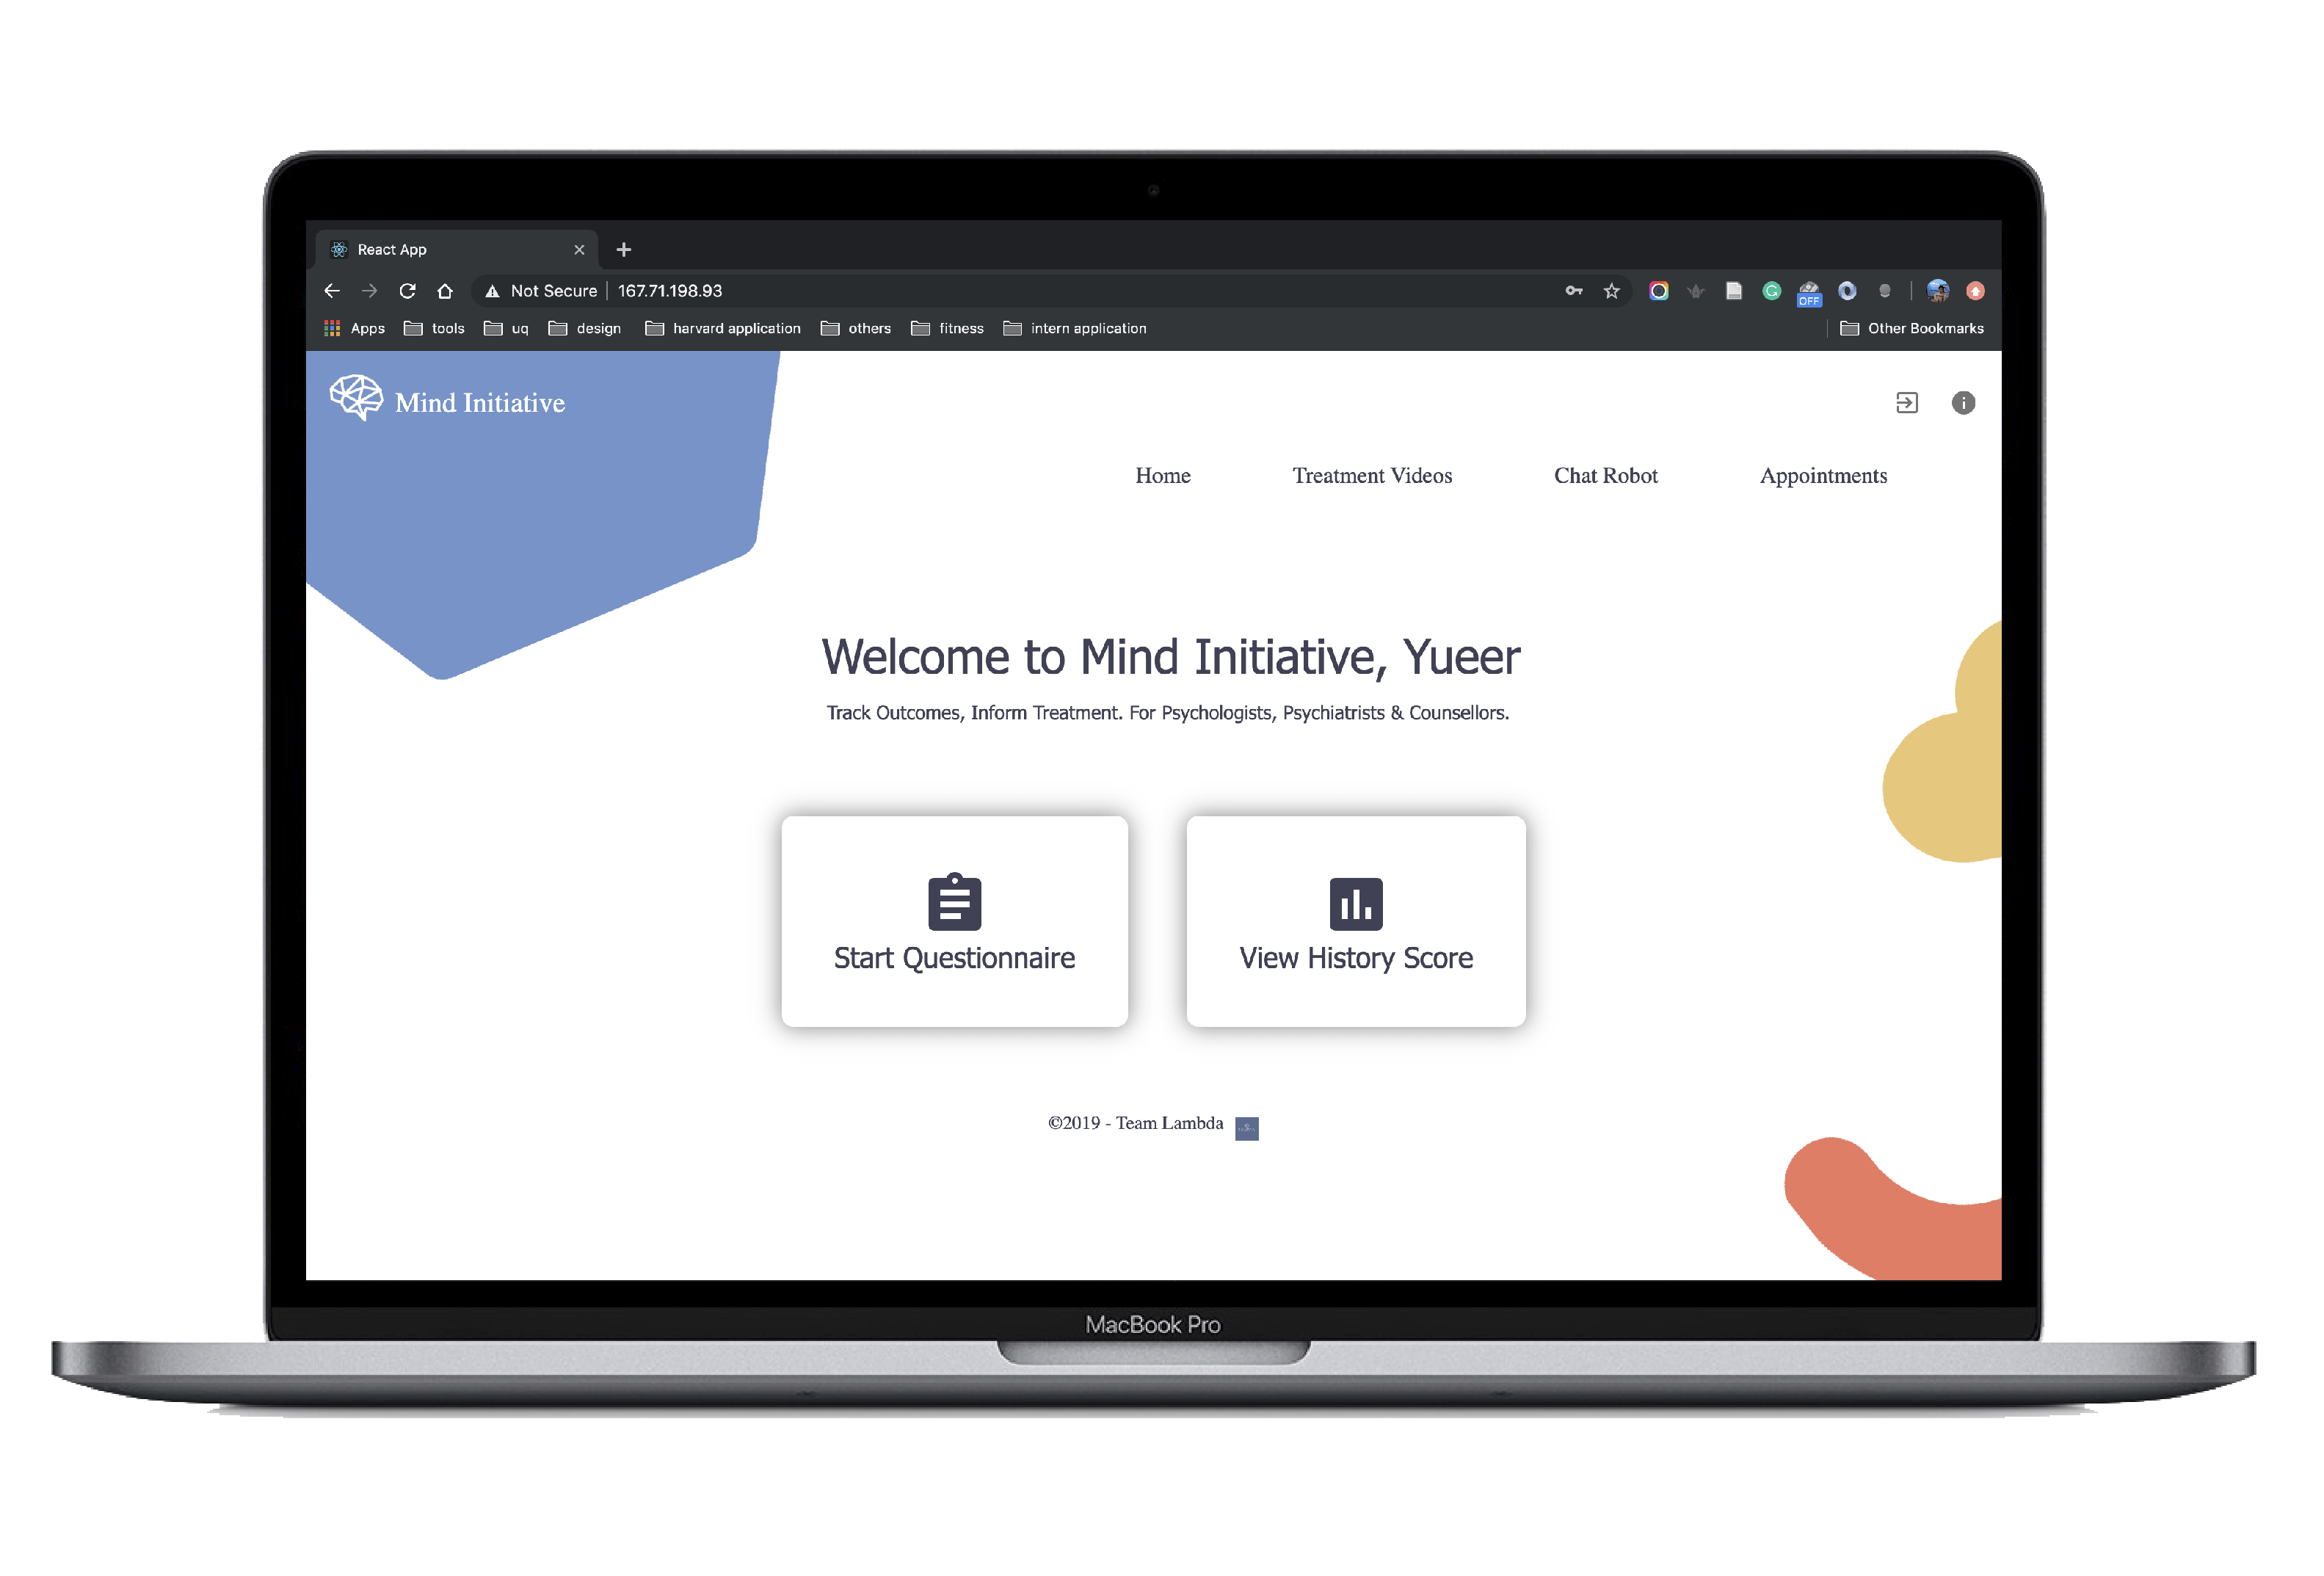 React App
Not Secure 167.71.198.93
OFF
Apps tools uq design harvard application others fitness intern application Other Bookmarks
Mind Initiative
Home Treatment Videos Chat Robot Appointments
Welcome to Mind Initiative, Yueer
Track Outcomes, Inform Treatment. For Psychologists, Psychiatrists & Counsellors.
Start Questionnaire View History Score
©2019 - Team Lambda
MacBook Pro